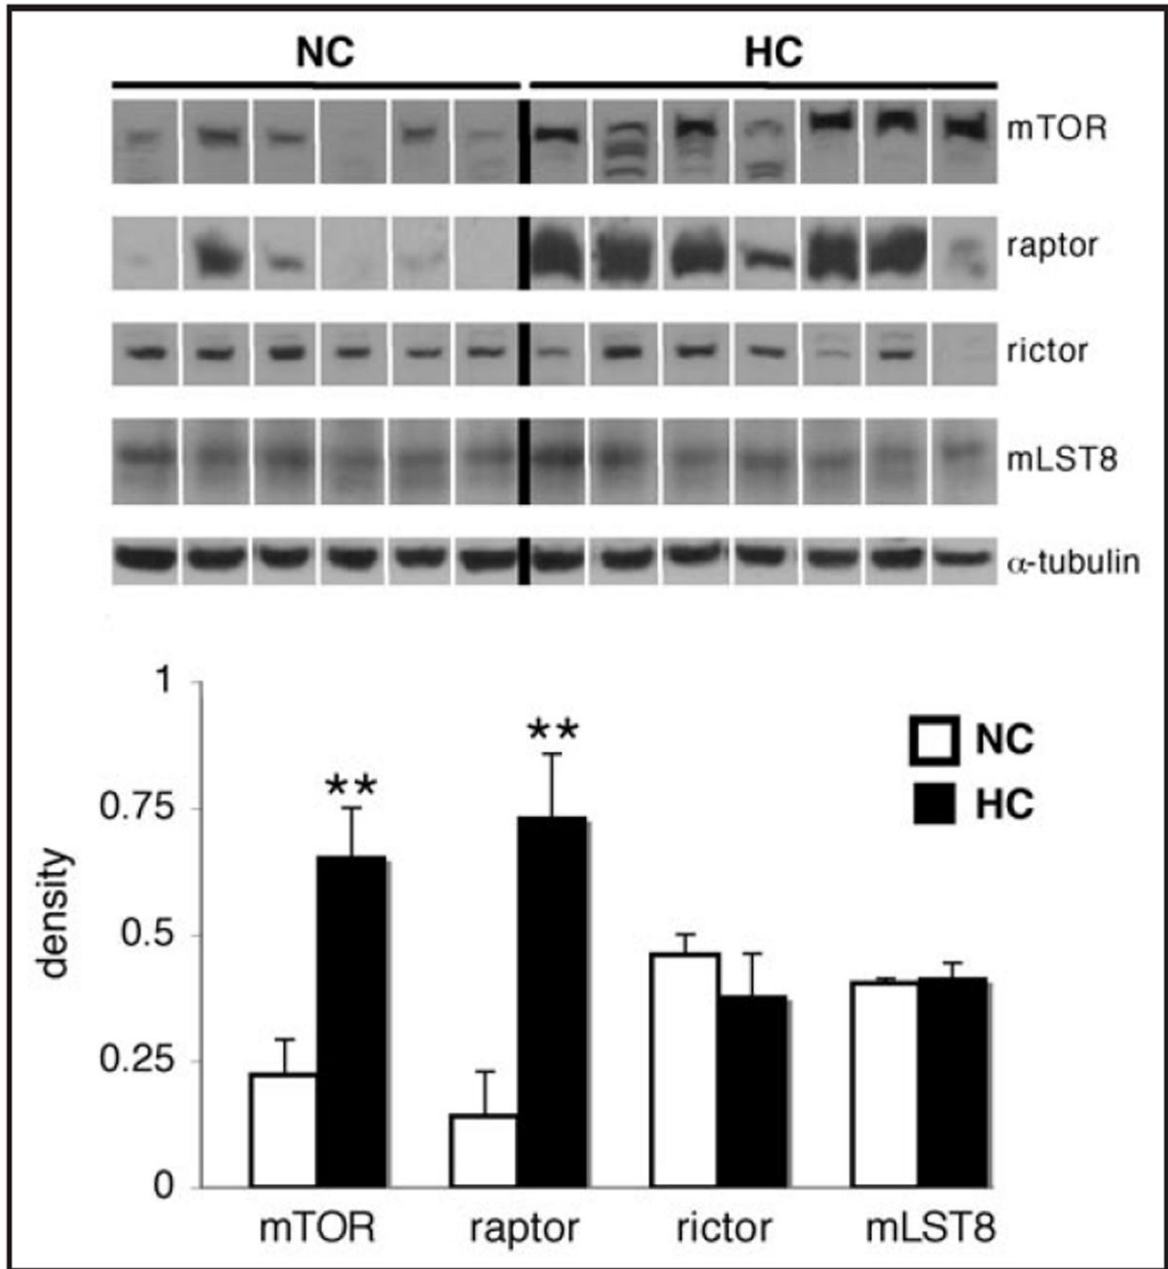 NC HC
mTOR
raptor
rictor
mLST8
α-tubulin
1
** **
NC
HC
0.75
0.5
0.25
0
density
mTOR raptor rictor mLST8